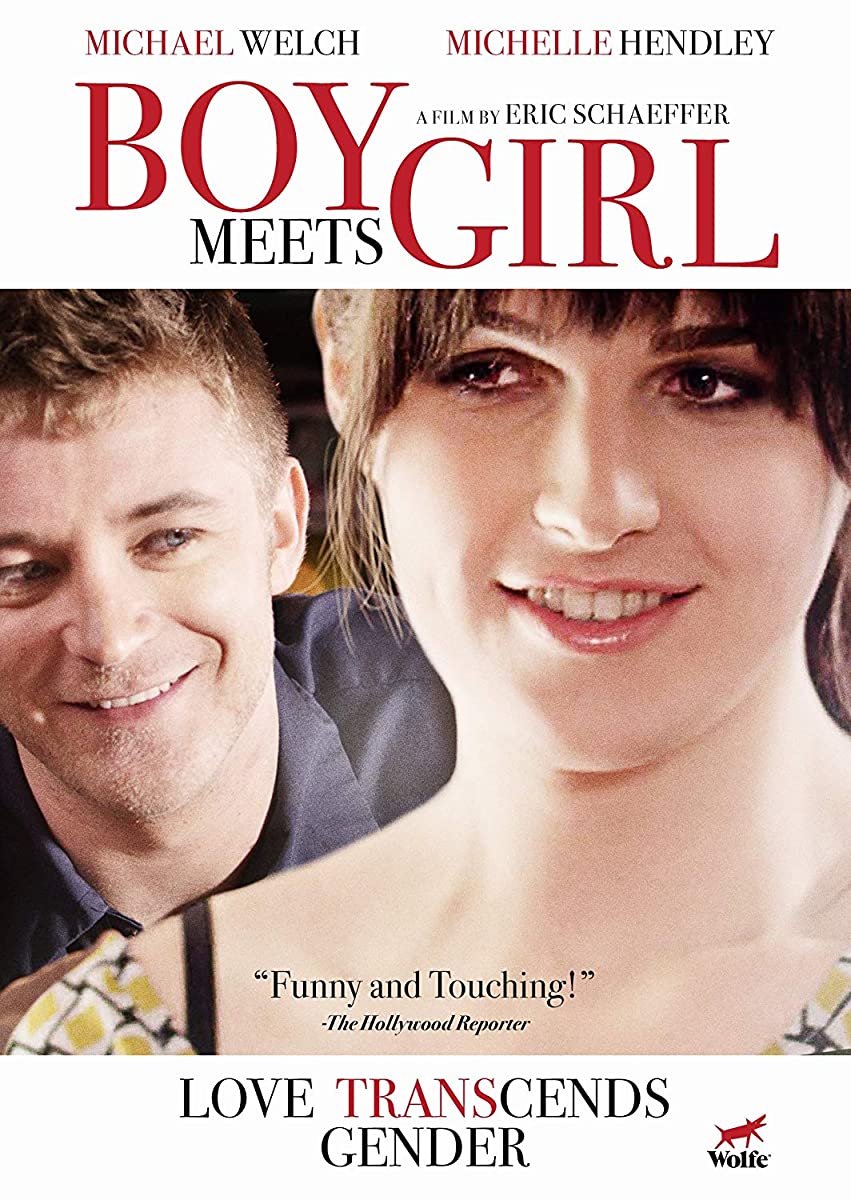 MICHAEL WELCH MICHELLE HENDLEY
BOY
A FILM BY ERIC SCHAEFFER
MEETS GIRL
“Funny and Touching!”
-The Hollywood Reporter
LOVE TRANSCENDS
GENDER
Wolfe